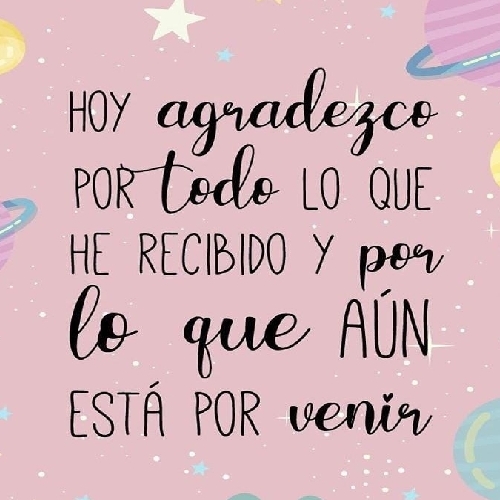 HOY agradezco
POR todo LO QUE
HE RECIBIDO Y por
lo que AÚN
ESTÁ POR venir